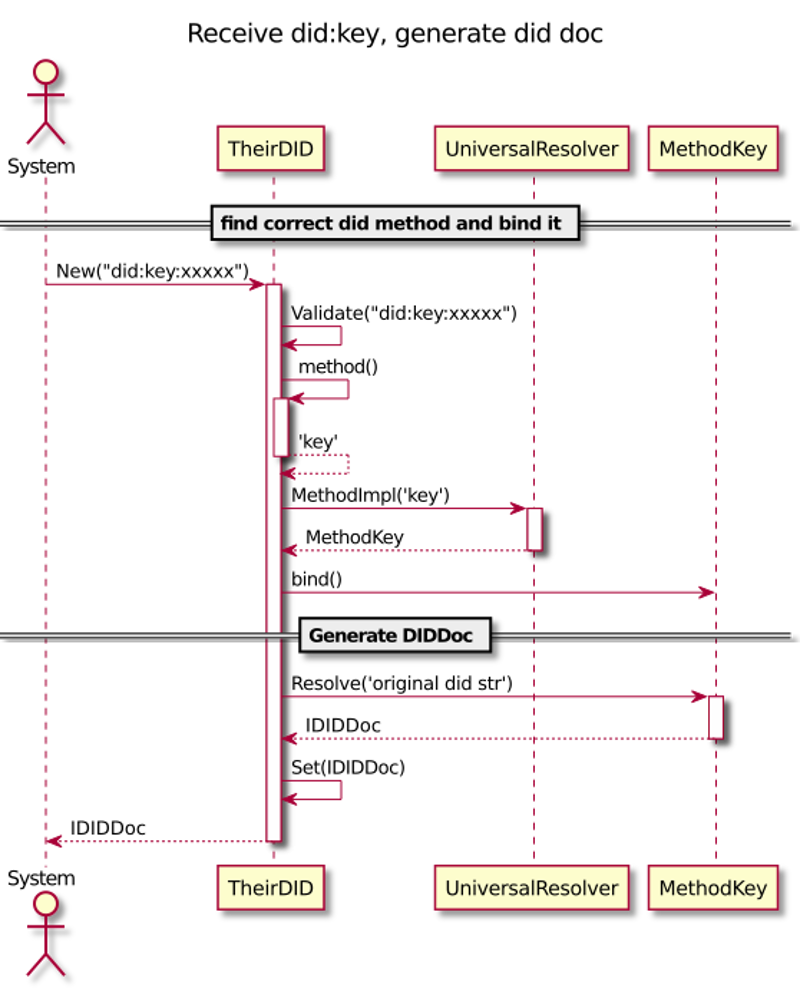 Receive did:key, generate did doc
System
TheirDID
UniversalResolver
MethodKey
find correct did method and bind it
New("did:key:xxxxx")
Validate("did:key:xxxxx")
method()
'key'
MethodImpl('key')
MethodKey
bind()
Generate DIDDoc
Resolve('original did str')
IDIDDoc
Set(IDIDDoc)
IDIDDoc
System
TheirDID
UniversalResolver
MethodKey